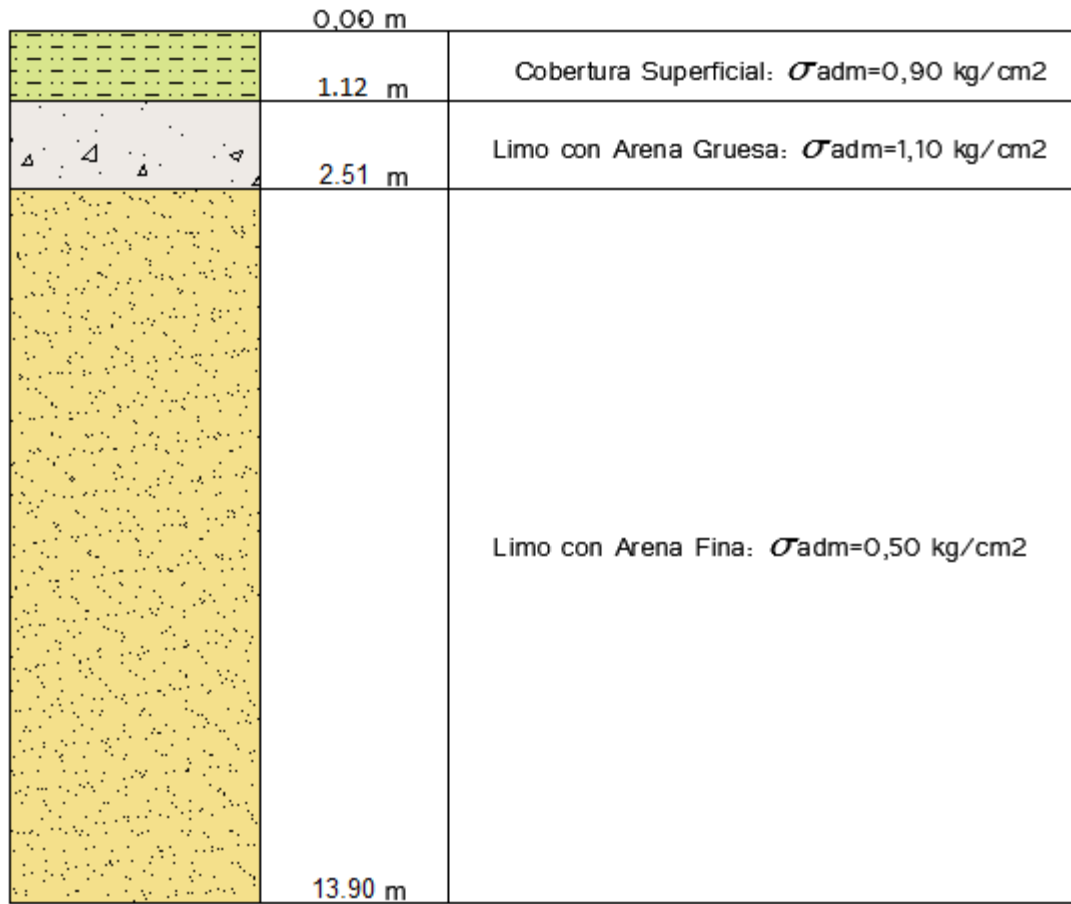 0,00 m
1.12 m
Cobertura Superficial: σadm=0,90 kg/cm2
2.51 m
Limo con Arena Gruesa: σadm=1,10 kg/cm2
Limo con Arena Fina: σadm=0,50 kg/cm2
13.90 m